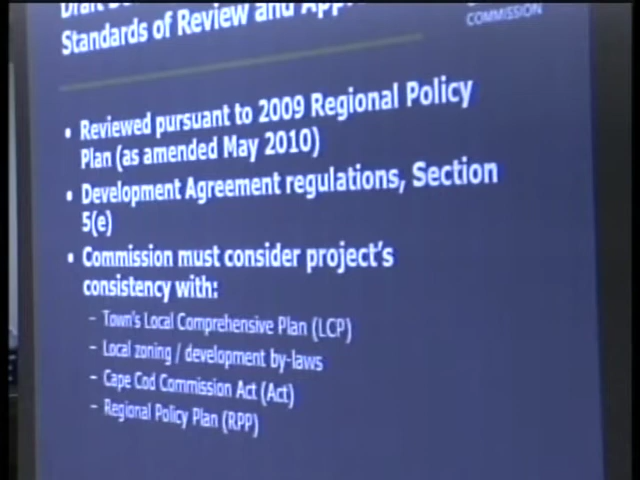 Draft
Standards of Review and
COMMISSION
• Reviewed pursuant to 2009 Regional Policy
Plan (as amended May 2010)
• Development Agreement regulations, Section
5(e)
• Commission must consider project's
consistency with:
– Town's Local Comprehensive Plan (LCP)
– Local zoning / development by-laws
– Cape Cod Commission Act (Act)
– Regional Policy Plan (RPP)